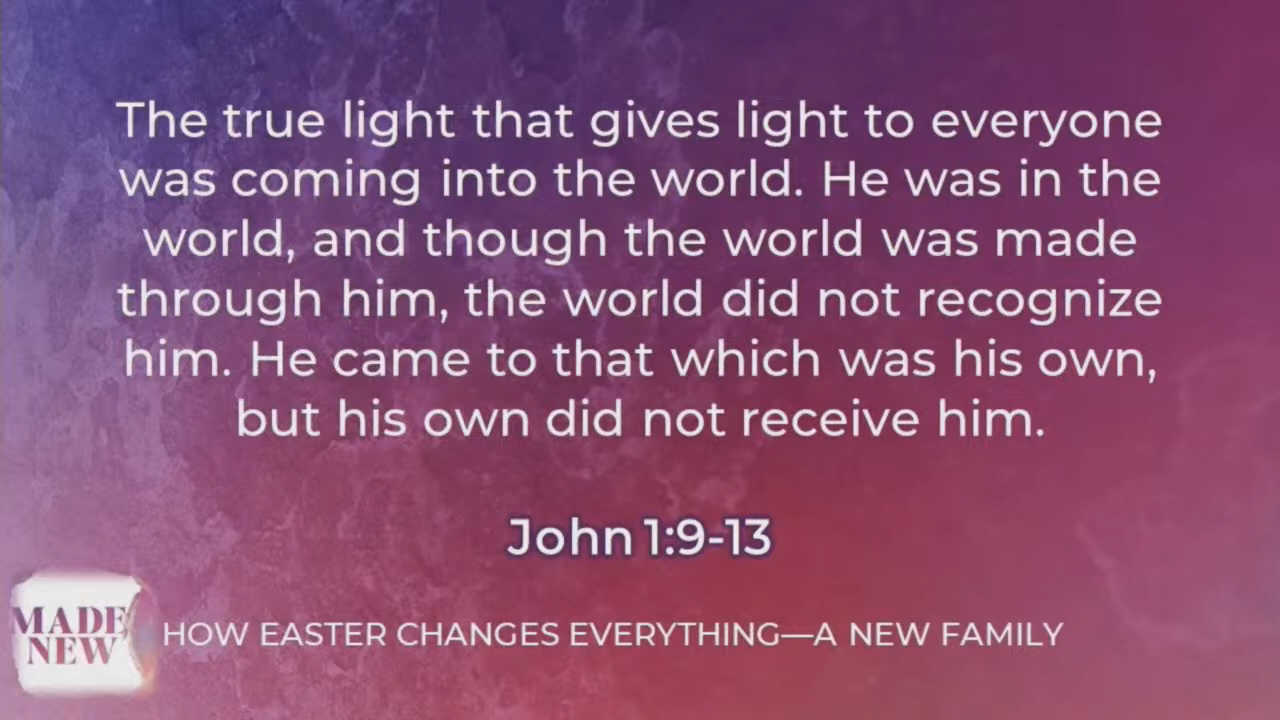 The true light that gives light to everyone
was coming into the world. He was in the
world, and though the world was made
through him, the world did not recognize
him. He came to that which was his own,
but his own did not receive him.
John 1:9-13
MADE
NEW
HOW EASTER CHANGES EVERYTHING—A NEW FAMILY